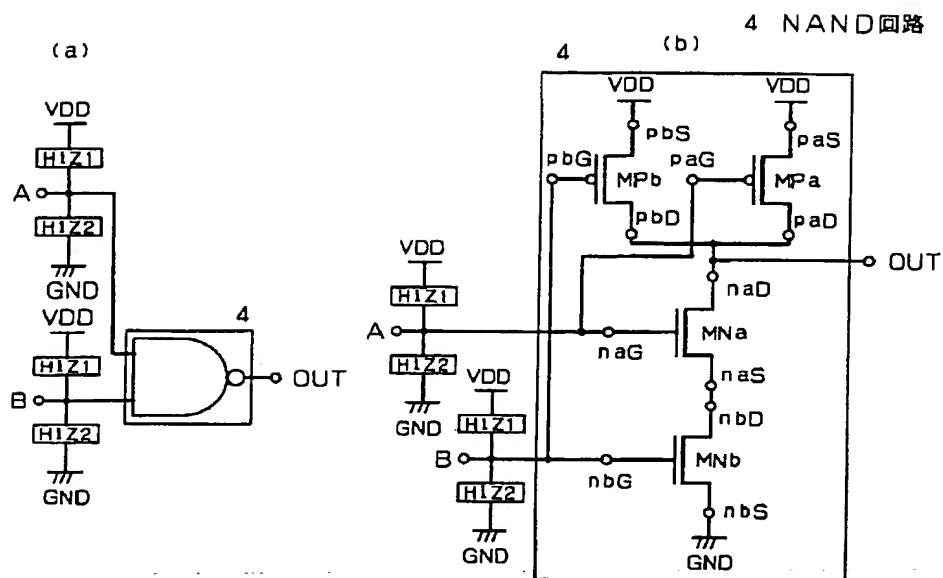 4 NAND回路
(a)
VDD
HIZ1
A
HIZ2
GND
VDD
HIZ1
B
HIZ2
GND
4
OUT
(b)
4
VDD
VDD
pbS
paS
pbG
paG
MPb
MPa
pbD
paD
OUT
VDD
HIZ1
A
HIZ2
GND
naD
MNa
naG
naS
VDD
HIZ1
B
HIZ2
GND
nbD
MNb
nbG
nbS
GND